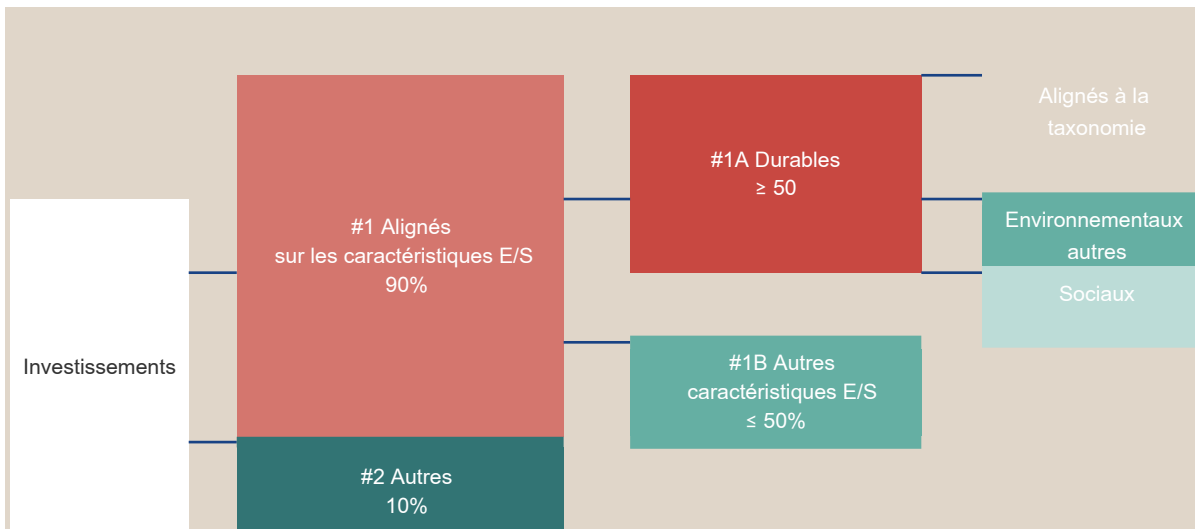 Investissements
#1 Alignés
sur les caractéristiques E/S
90%
#2 Autres
10%
#1A Durables
≥ 50
#1B Autres
caractéristiques E/S
≤ 50%
Alignés à la
taxonomie
Environnementaux
autres
Sociaux